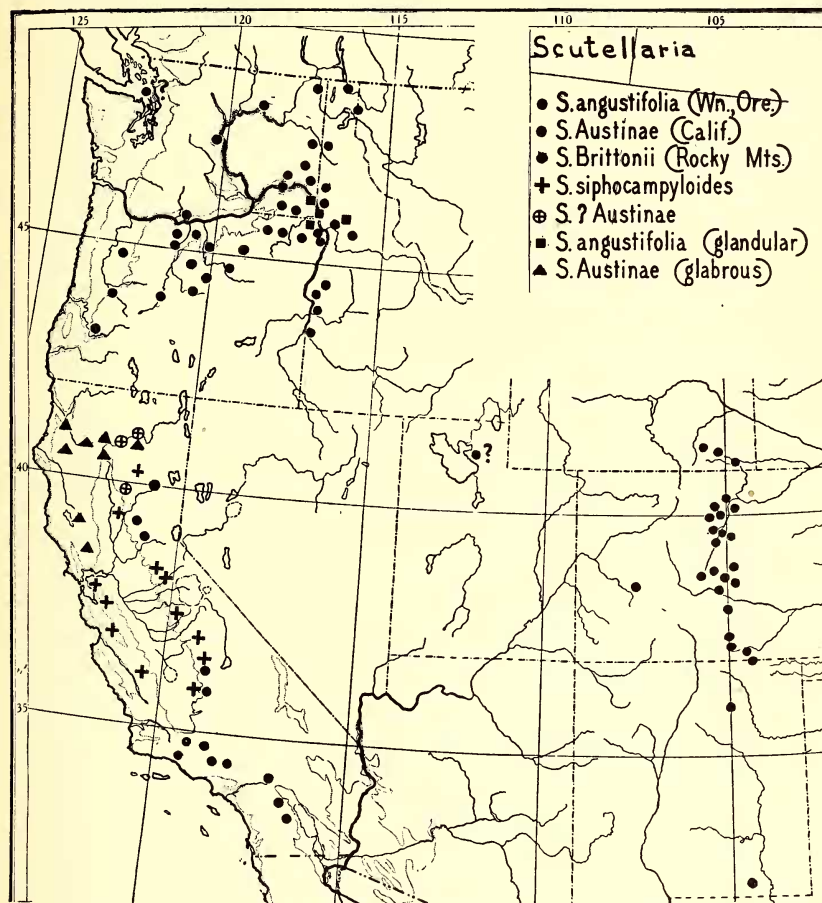 125 120 115 110 105
Scutellaria
● S. angustifolia (Wn., Ore.)
● S. Austinae (Calif.)
● S. Brittonii (Rocky Mts.)
+ S. siphocampyloides
⊕ S. ? Austinae
■ S. angustifolia (glandular)
▲ S. Austinae (glabrous)
45
?
40
35